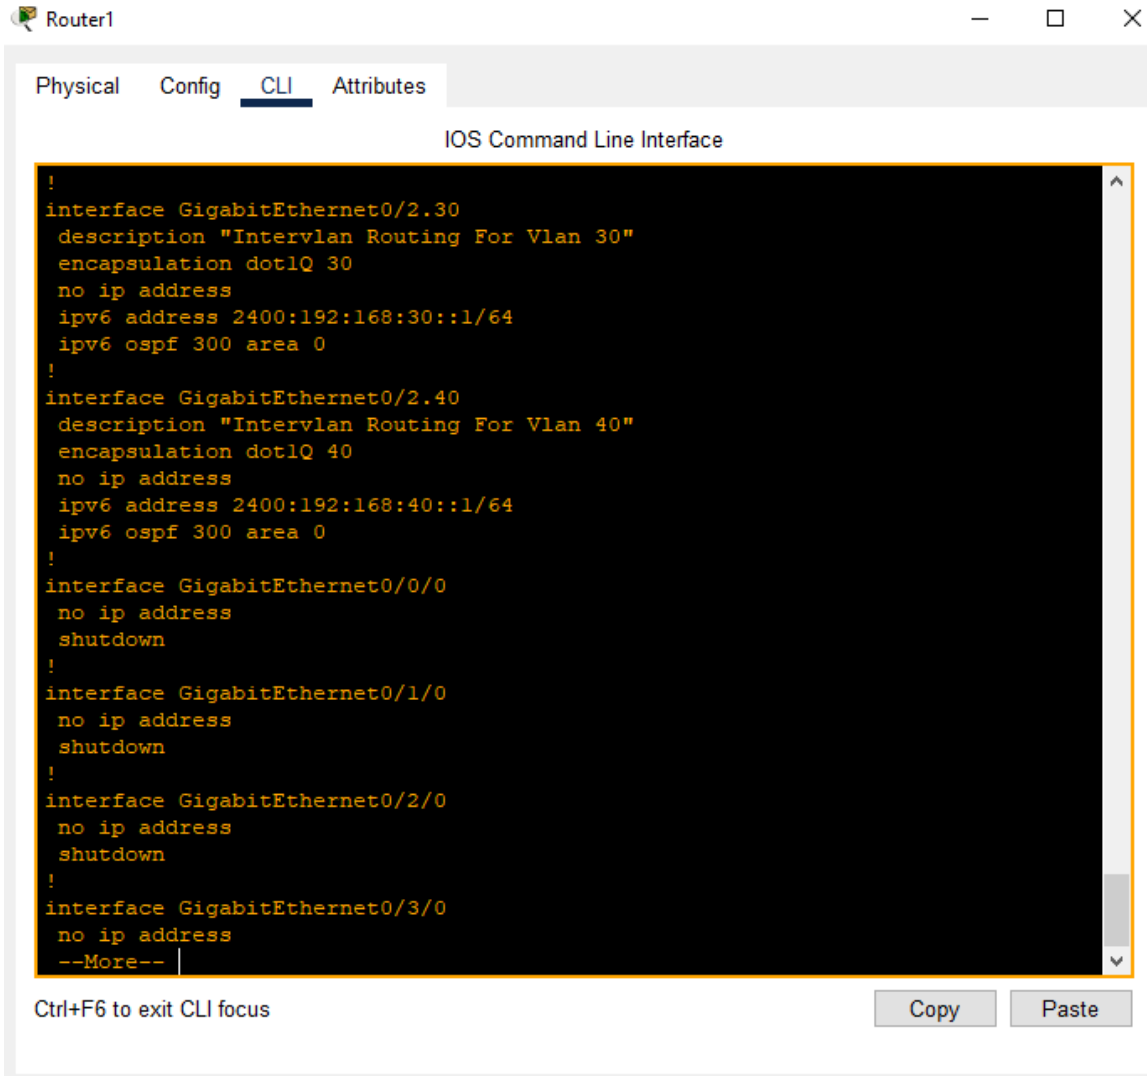 Router1
Physical Config CLI Attributes
IOS Command Line Interface
!
interface GigabitEthernet0/2.30
description "Intervlan Routing For Vlan 30"
encapsulation dot1Q 30
no ip address
ipv6 address 2400:192:168:30::1/64
ipv6 ospf 300 area 0
!
interface GigabitEthernet0/2.40
description "Intervlan Routing For Vlan 40"
encapsulation dot1Q 40
no ip address
ipv6 address 2400:192:168:40::1/64
ipv6 ospf 300 area 0
!
interface GigabitEthernet0/0/0
no ip address
shutdown
!
interface GigabitEthernet0/1/0
no ip address
shutdown
!
interface GigabitEthernet0/2/0
no ip address
shutdown
!
interface GigabitEthernet0/3/0
no ip address
--More--
Ctrl+F6 to exit CLI focus Copy Paste